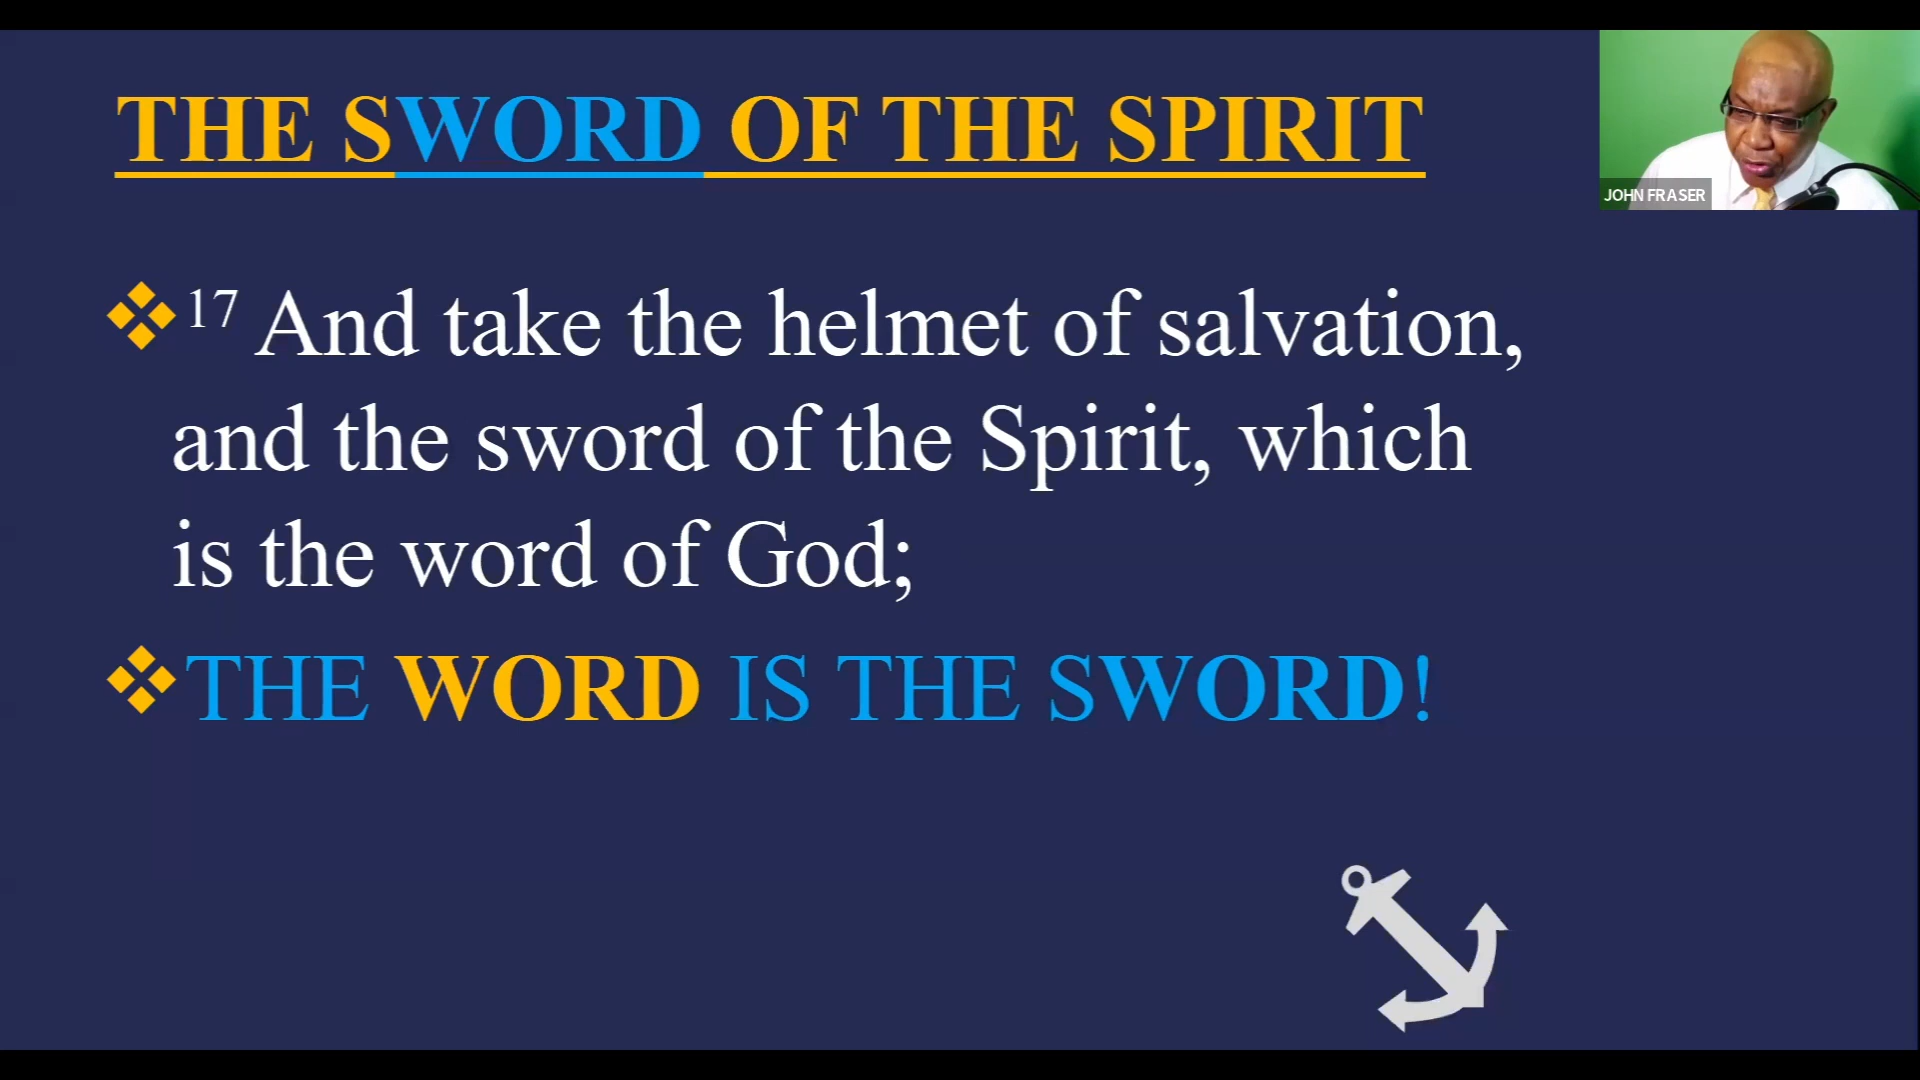 THE SWORD OF THE SPIRIT
JOHN FRASER
17 And take the helmet of salvation,
and the sword of the Spirit, which
is the word of God;
THE WORD IS THE SWORD!